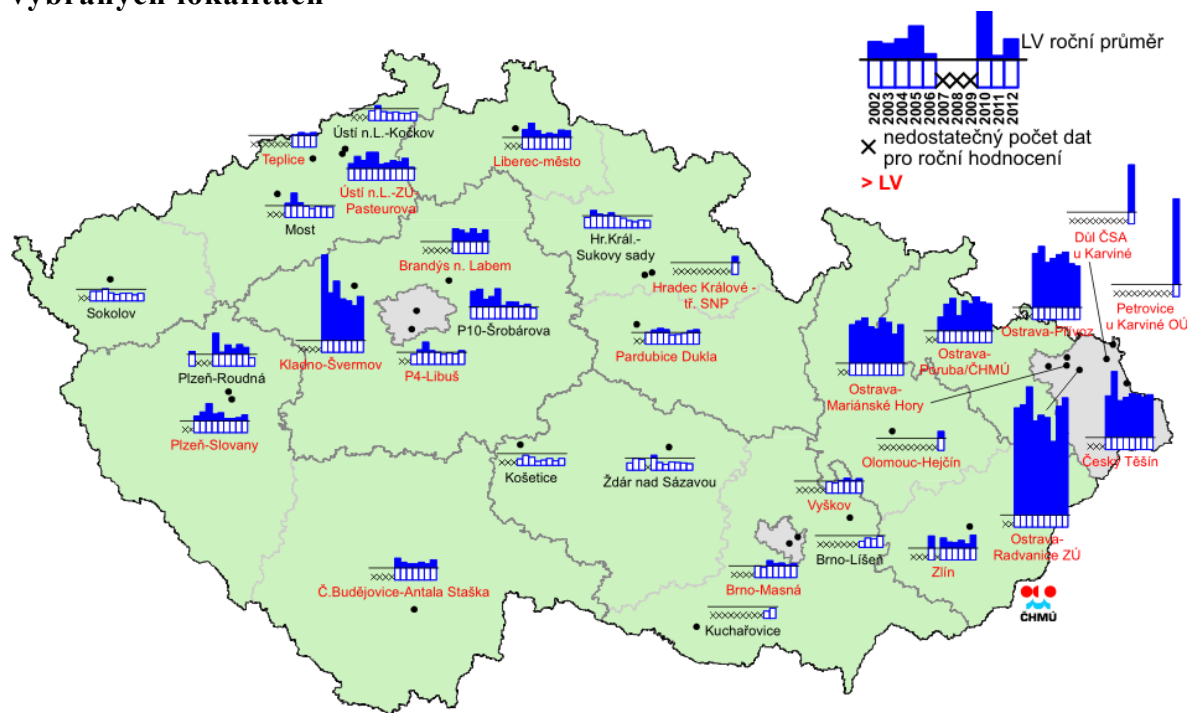 vybraných lokalitách
LV roční průměr
2002
2003
2004
2005
2006
2007
2008
2009
2010
2011
2012
nedostatečný počet dat
pro roční hodnocení
> LV
Ústí n.L.-Kočkov
Teplice
Liberec-město
Ústí n.L.-ZÚ-
Pasteurova
Most
Důl ČSA
u Karviné
Hr.Král.-
Sukovy sady
Brandýs n. Labem
Hradec Králové -
tř. SNP
Petrovice
u Karviné OÚ
Sokolov
Ostrava-Přívoz
P10-Šrobárova
Plzeň-Roudná
Kladno-Švermov
P4-Libuš
Pardubice Dukla
Ostrava-
Poruba/ČHMÚ
Ostrava-
Mariánské Hory
Plzeň-Slovany
Olomouc-Hejčín
Český Těšín
Košetice
Ždár nad Sázavou
Vyškov
Ostrava-
Radvanice ZÚ
Brno-Líšeň
Zlín
Č.Budějovice-Antala Staška
Brno-Masná
ČHMÚ
Kuchařovice